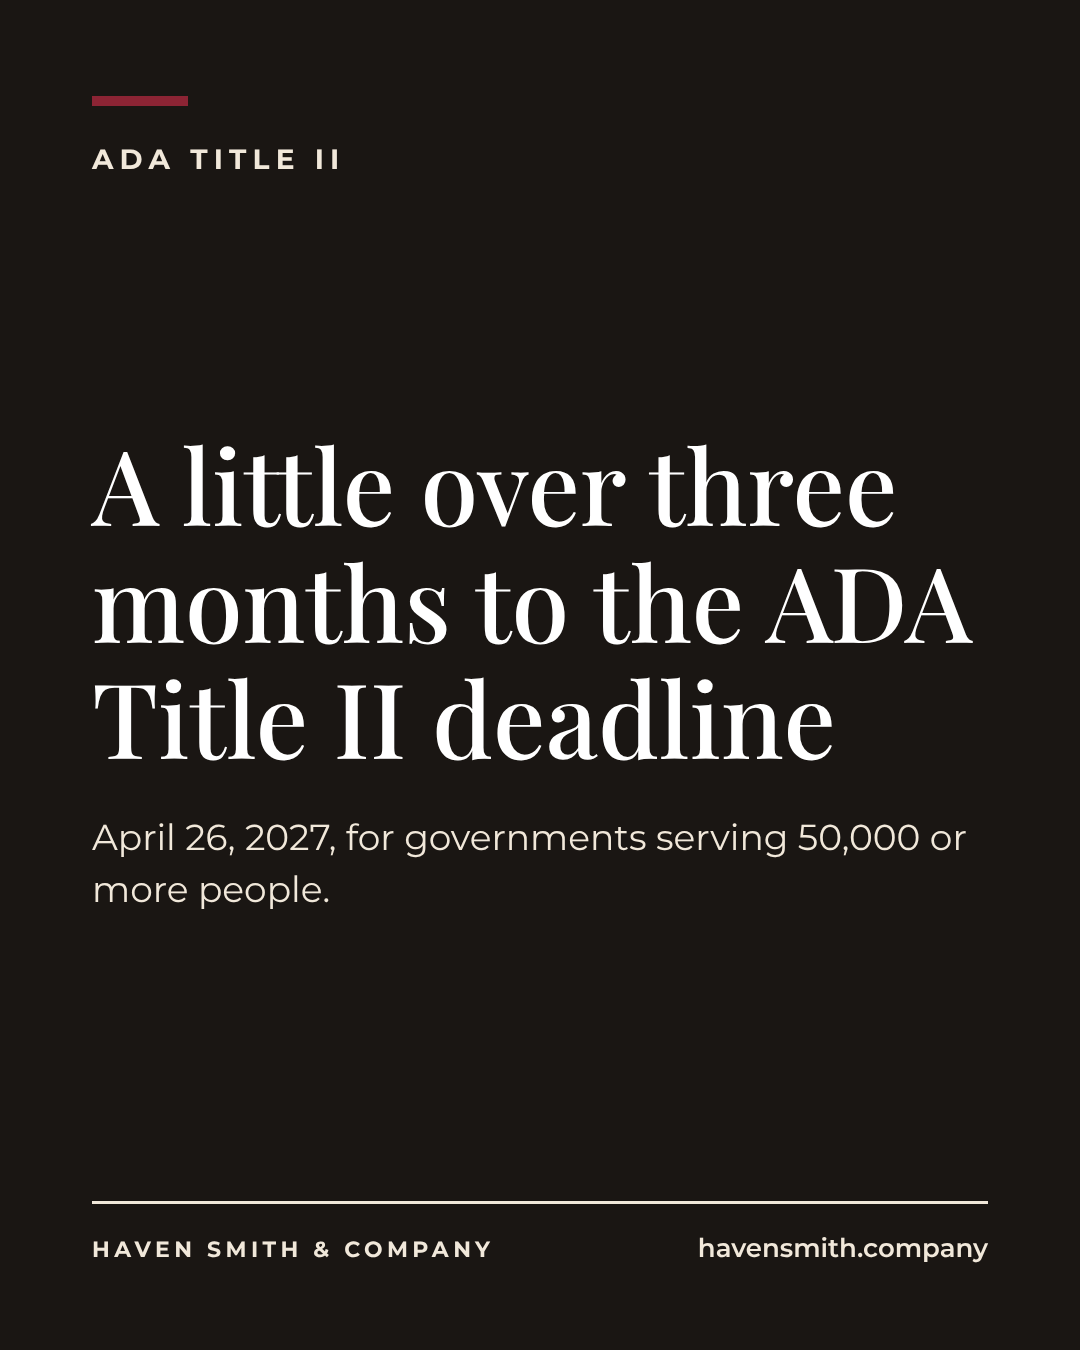 ADA TITLE II
A little over three
months to the ADA
Title II deadline
April 26, 2027, for governments serving 50,000 or
more people.
HAVEN SMITH & COMPANY
havensmith.company